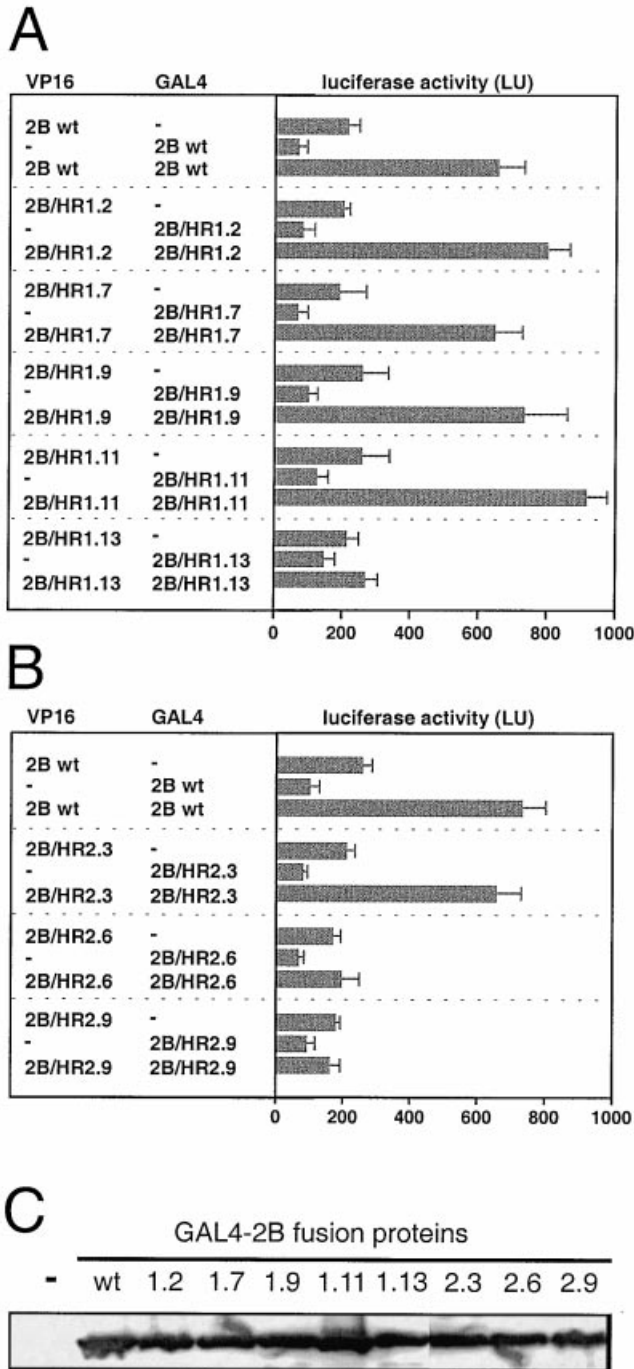 A
VP16 GAL4 luciferase activity (LU)
2B wt -
- 2B wt
2B wt 2B wt
2B/HR1.2 -
- 2B/HR1.2
2B/HR1.2 2B/HR1.2
2B/HR1.7 -
- 2B/HR1.7
2B/HR1.7 2B/HR1.7
2B/HR1.9 -
- 2B/HR1.9
2B/HR1.9 2B/HR1.9
2B/HR1.11 -
- 2B/HR1.11
2B/HR1.11 2B/HR1.11
2B/HR1.13 -
- 2B/HR1.13
2B/HR1.13 2B/HR1.13
0 200 400 600 800 1000
B
VP16 GAL4 luciferase activity (LU)
2B wt -
- 2B wt
2B wt 2B wt
2B/HR2.3 -
- 2B/HR2.3
2B/HR2.3 2B/HR2.3
2B/HR2.6 -
- 2B/HR2.6
2B/HR2.6 2B/HR2.6
2B/HR2.9 -
- 2B/HR2.9
2B/HR2.9 2B/HR2.9
0 200 400 600 800 1000
C
GAL4-2B fusion proteins
- wt 1.2 1.7 1.9 1.11 1.13 2.3 2.6 2.9